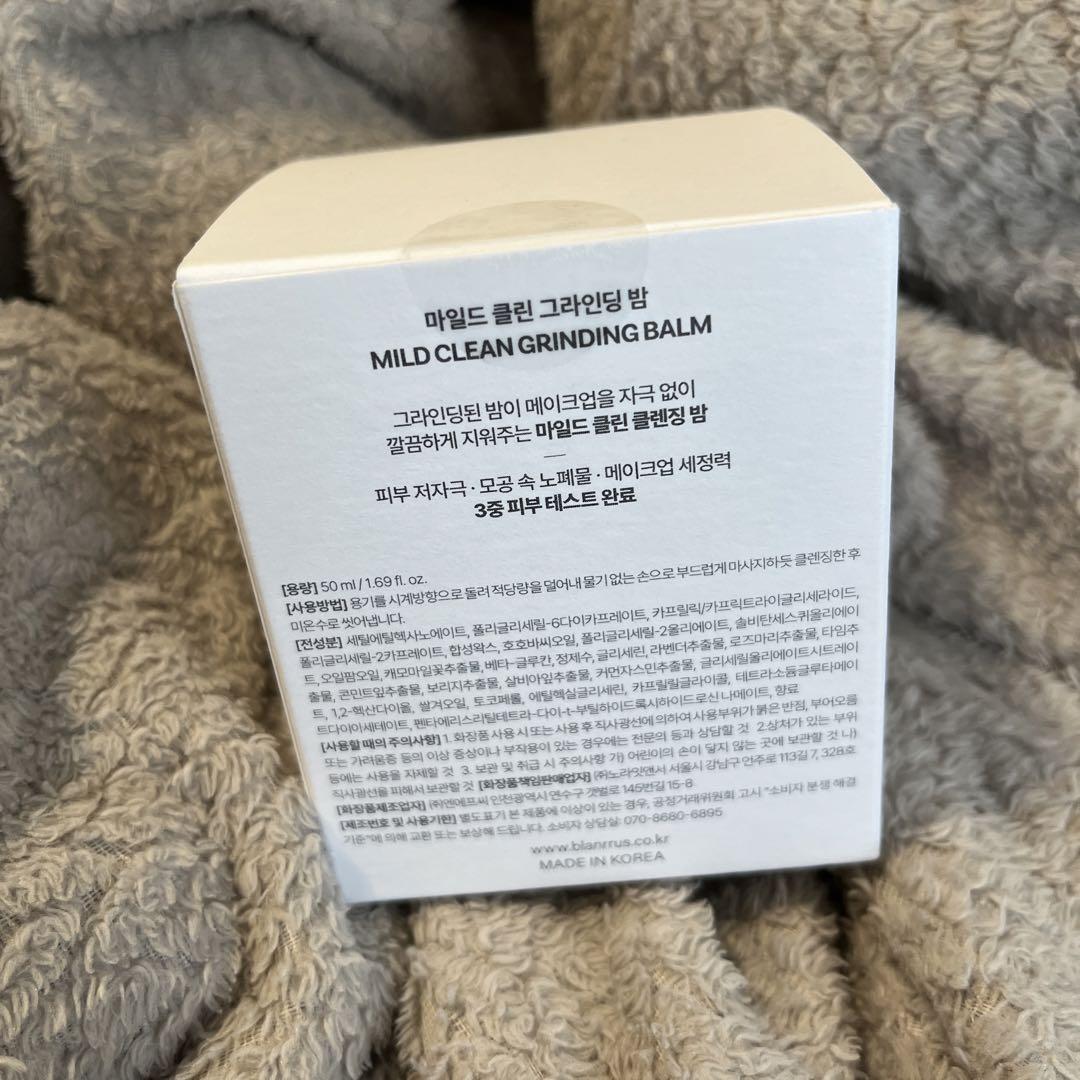 마일드 클린 그라인딩 밤
MILD CLEAN GRINDING BALM
그라인딩된 밤이 메이크업을 자극 없이
깔끔하게 지워주는 마일드 클린 클렌징 밤
피부 저자극 · 모공 속 노폐물 · 메이크업 세정력
3중 피부 테스트 완료
[용량] 50 ml / 1.69 fl. oz.
[사용방법] 용기를 시계방향으로 돌려 적당량을 덜어내 물기 없는 손으로 부드럽게 마사지하듯 클렌징한 후
미온수로 씻어냅니다.
[전성분] 세틸에틸헥사노에이트, 폴리글리세릴-6다이카프레이트, 카프릴릭/카프릭트라이글리세라이드,
폴리글리세릴-2카프레이트, 합성왁스, 호호바씨오일, 폴리글리세릴-2올리에이트, 솔비탄세스퀴올리에이
트, 오일팜오일, 캐모마일꽃추출물, 베타-글루칸, 정제수, 글리세린, 라벤더추출물, 로즈마리추출물, 타임추
출물, 콘민트잎추출물, 보리지추출물, 살비아잎추출물, 커먼자스민추출물, 글리세릴올리에이트시트레이
트, 1,2-헥산다이올, 쌀겨오일, 토코페롤, 에틸헥실글리세린, 카프릴릴글라이콜, 테트라소듐글루타메이
트다이아세테이트, 펜타에리스리틸테트라-다이-t-부틸하이드록시하이드로신나메이트, 향료
[사용할 때의 주의사항] 1. 화장품 사용 시 또는 사용 후 직사광선에 의하여 사용부위가 붉은 반점, 부어오름
또는 가려움증 등의 이상 증상이나 부작용이 있는 경우에는 전문의 등과 상담할 것 2.상처가 있는 부위
등에는 사용을 자제할 것 3. 보관 및 취급 시 주의사항 가) 어린이의 손이 닿지 않는 곳에 보관할 것 나)
직사광선을 피해서 보관할 것 [화장품책임판매업자] ㈜노라잇맨서 서울시 강남구 언주로 113길 7, 328호
[화장품제조업자] ㈜엔에프씨 인천광역시 연수구 갯벌로 145번길 15-8
[제조번호 및 사용기한] 별도 표기 본 제품에 이상이 있는 경우, 공정거래위원회 고시 "소비자 분쟁 해결
기준"에 의해 교환 또는 보상해 드립니다. 소비자 상담실: 070-8680-6895
www.blanrrus.co.kr
MADE IN KOREA